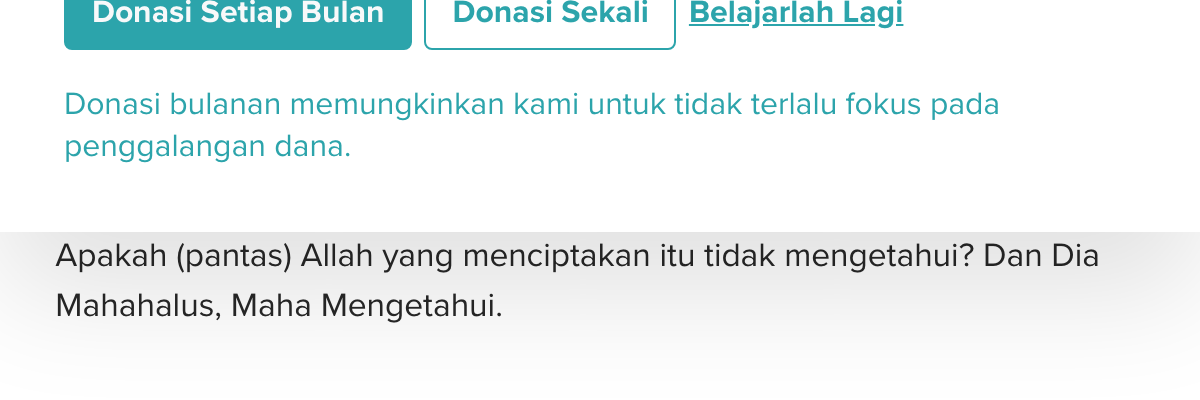 Donasi Setiap Bulan Donasi Sekali Belajarlah Lagi
Donasi bulanan memungkinkan kami untuk tidak terlalu fokus pada
penggalangan dana.
Apakah (pantas) Allah yang menciptakan itu tidak mengetahui? Dan Dia
Mahahalus, Maha Mengetahui.